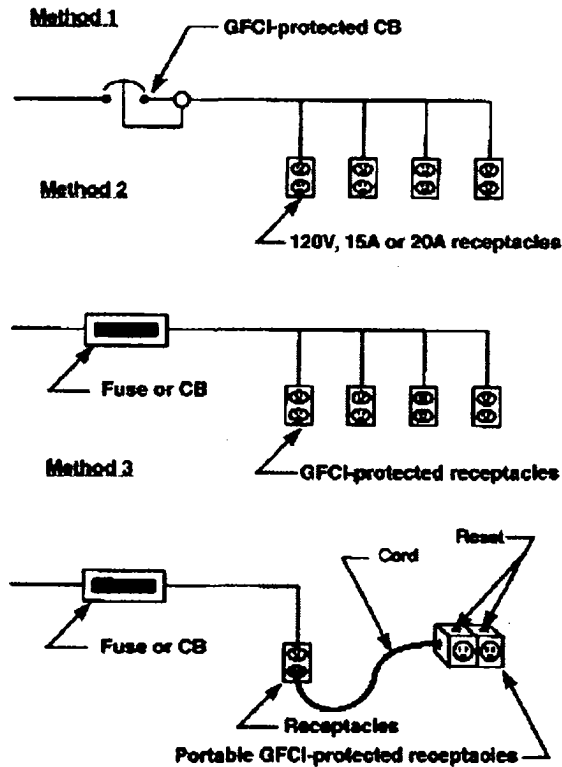 Method 1
GFCI-protected CB
Method 2
120V, 15A or 20A receptacles
Fuse or CB
GFCI-protected receptacles
Method 3
Reset
Cord
Fuse or CB
Receptacles
Portable GFCI-protected receptacles